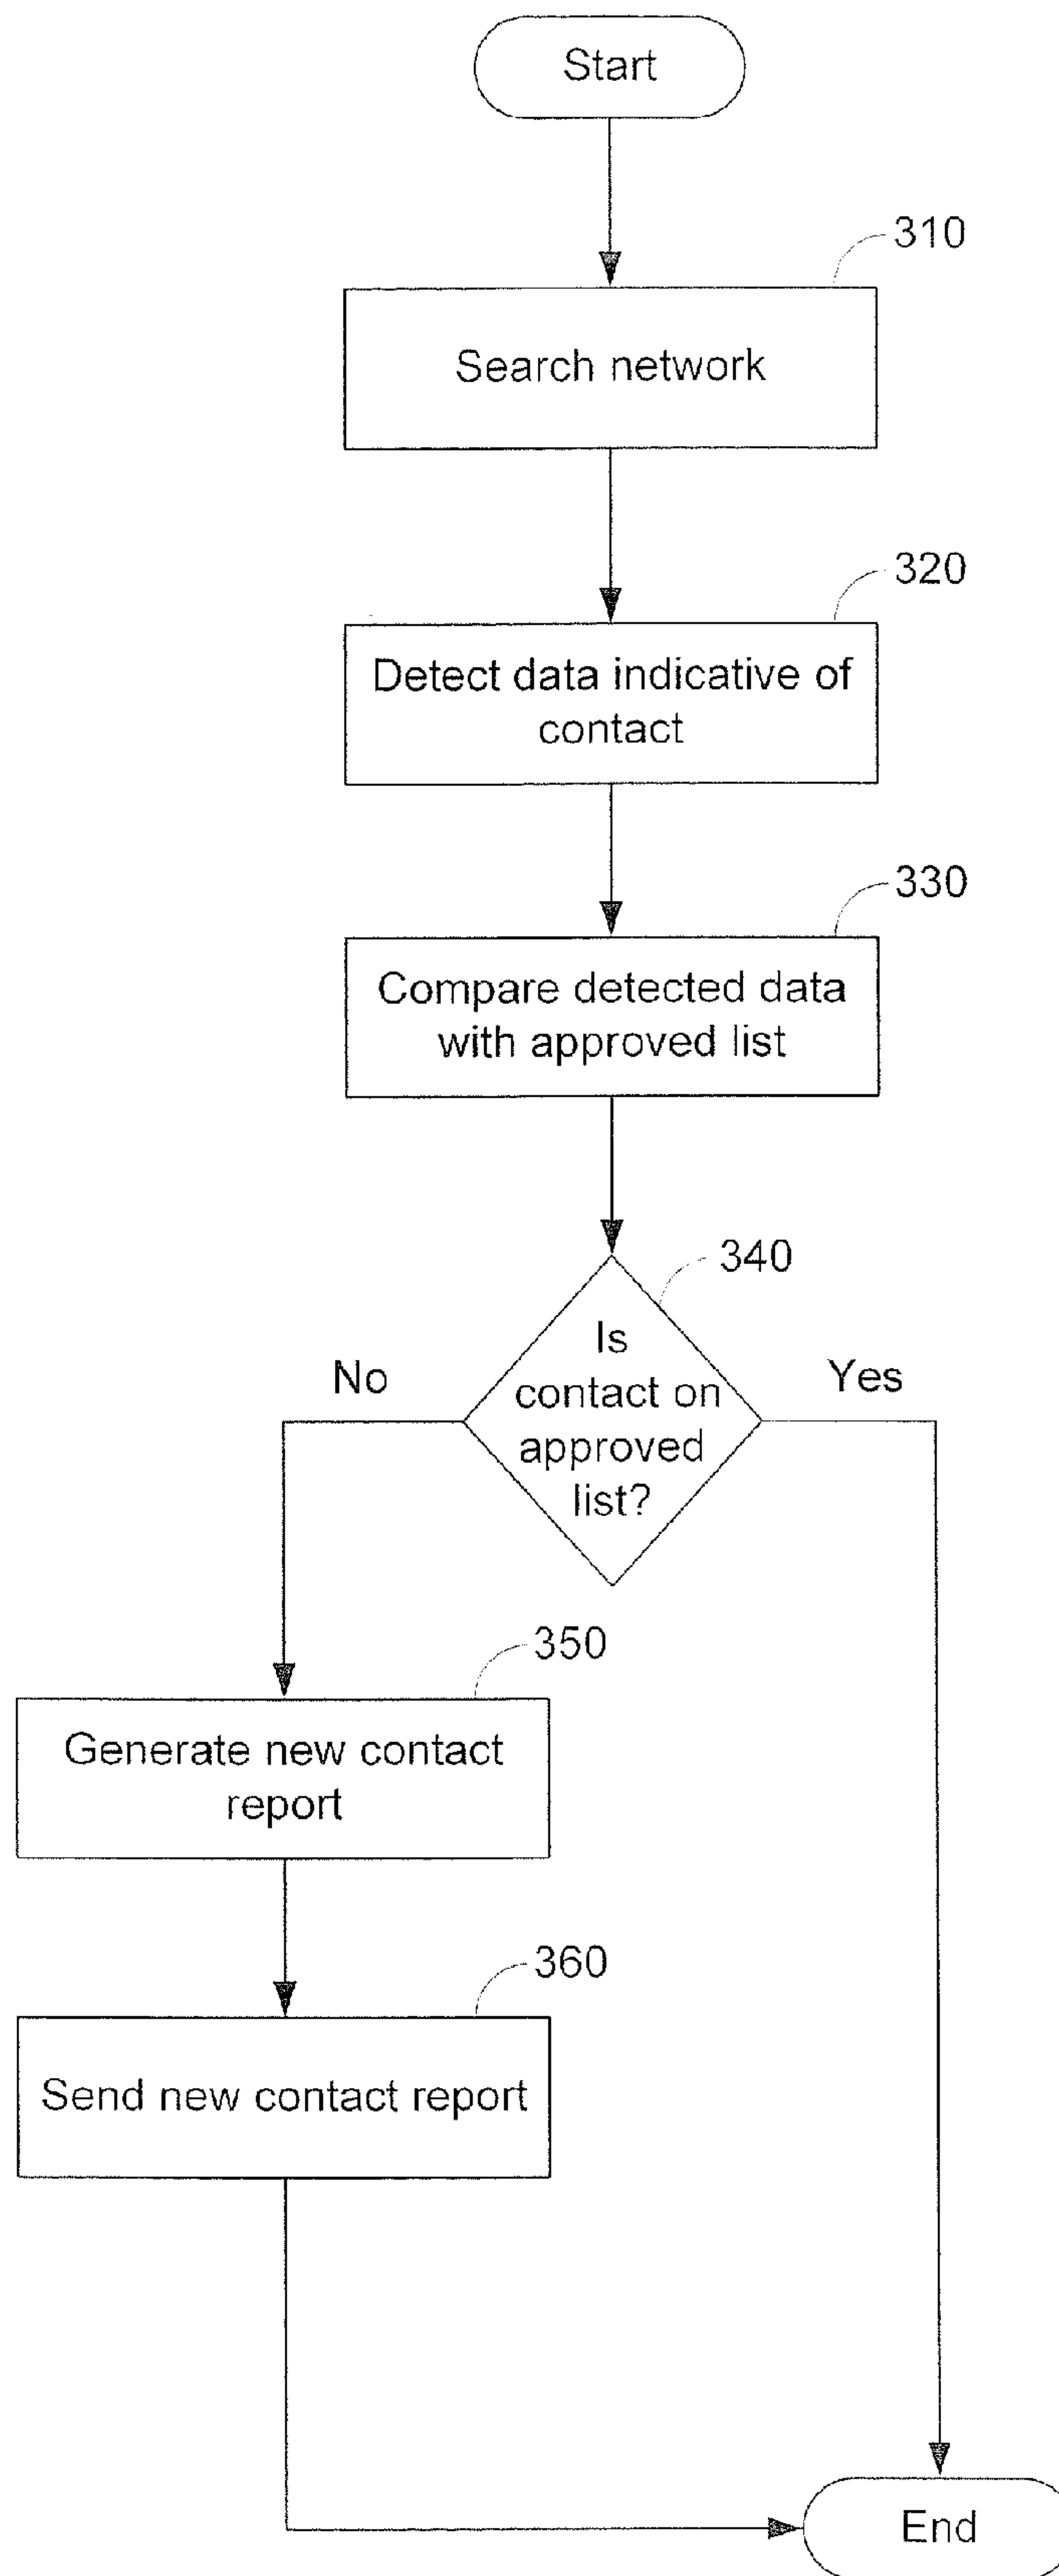 Start
310
Search network
320
Detect data indicative of
contact
330
Compare detected data
with approved list
340
Is
contact on
approved
list?
No
Yes
350
Generate new contact
report
360
Send new contact report
End